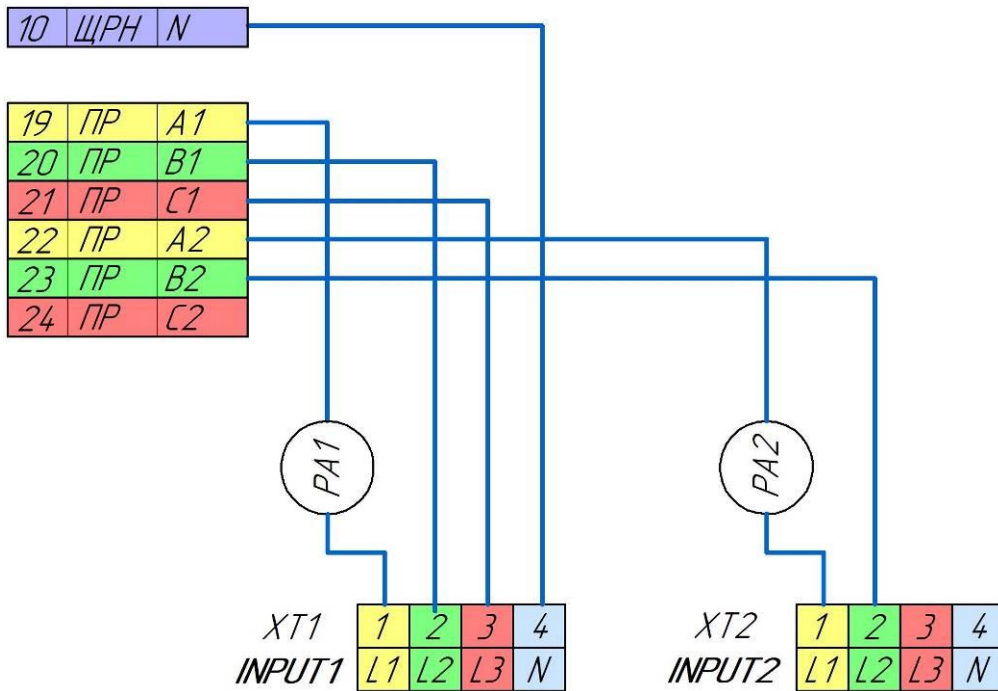 10 ЩРН N
19 ПР A1
20 ПР B1
21 ПР C1
22 ПР A2
23 ПР B2
24 ПР C2
PA1
PA2
XT1 1 2 3 4
INPUT1 L1 L2 L3 N
XT2 1 2 3 4
INPUT2 L1 L2 L3 N